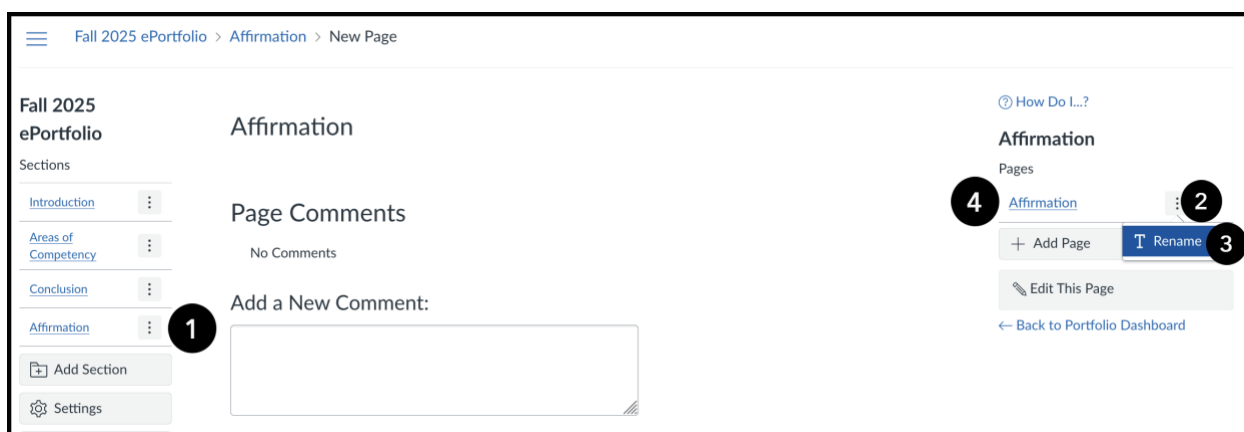 Fall 2025 ePortfolio > Affirmation > New Page
Fall 2025
ePortfolio
Sections
Introduction
Areas of
Competency
Conclusion
Affirmation
1
Add Section
Settings
Affirmation
Page Comments
No Comments
Add a New Comment:
How Do I...?
Affirmation
Pages
4
Affirmation
2
+ Add Page
T Rename
3
Edit This Page
← Back to Portfolio Dashboard